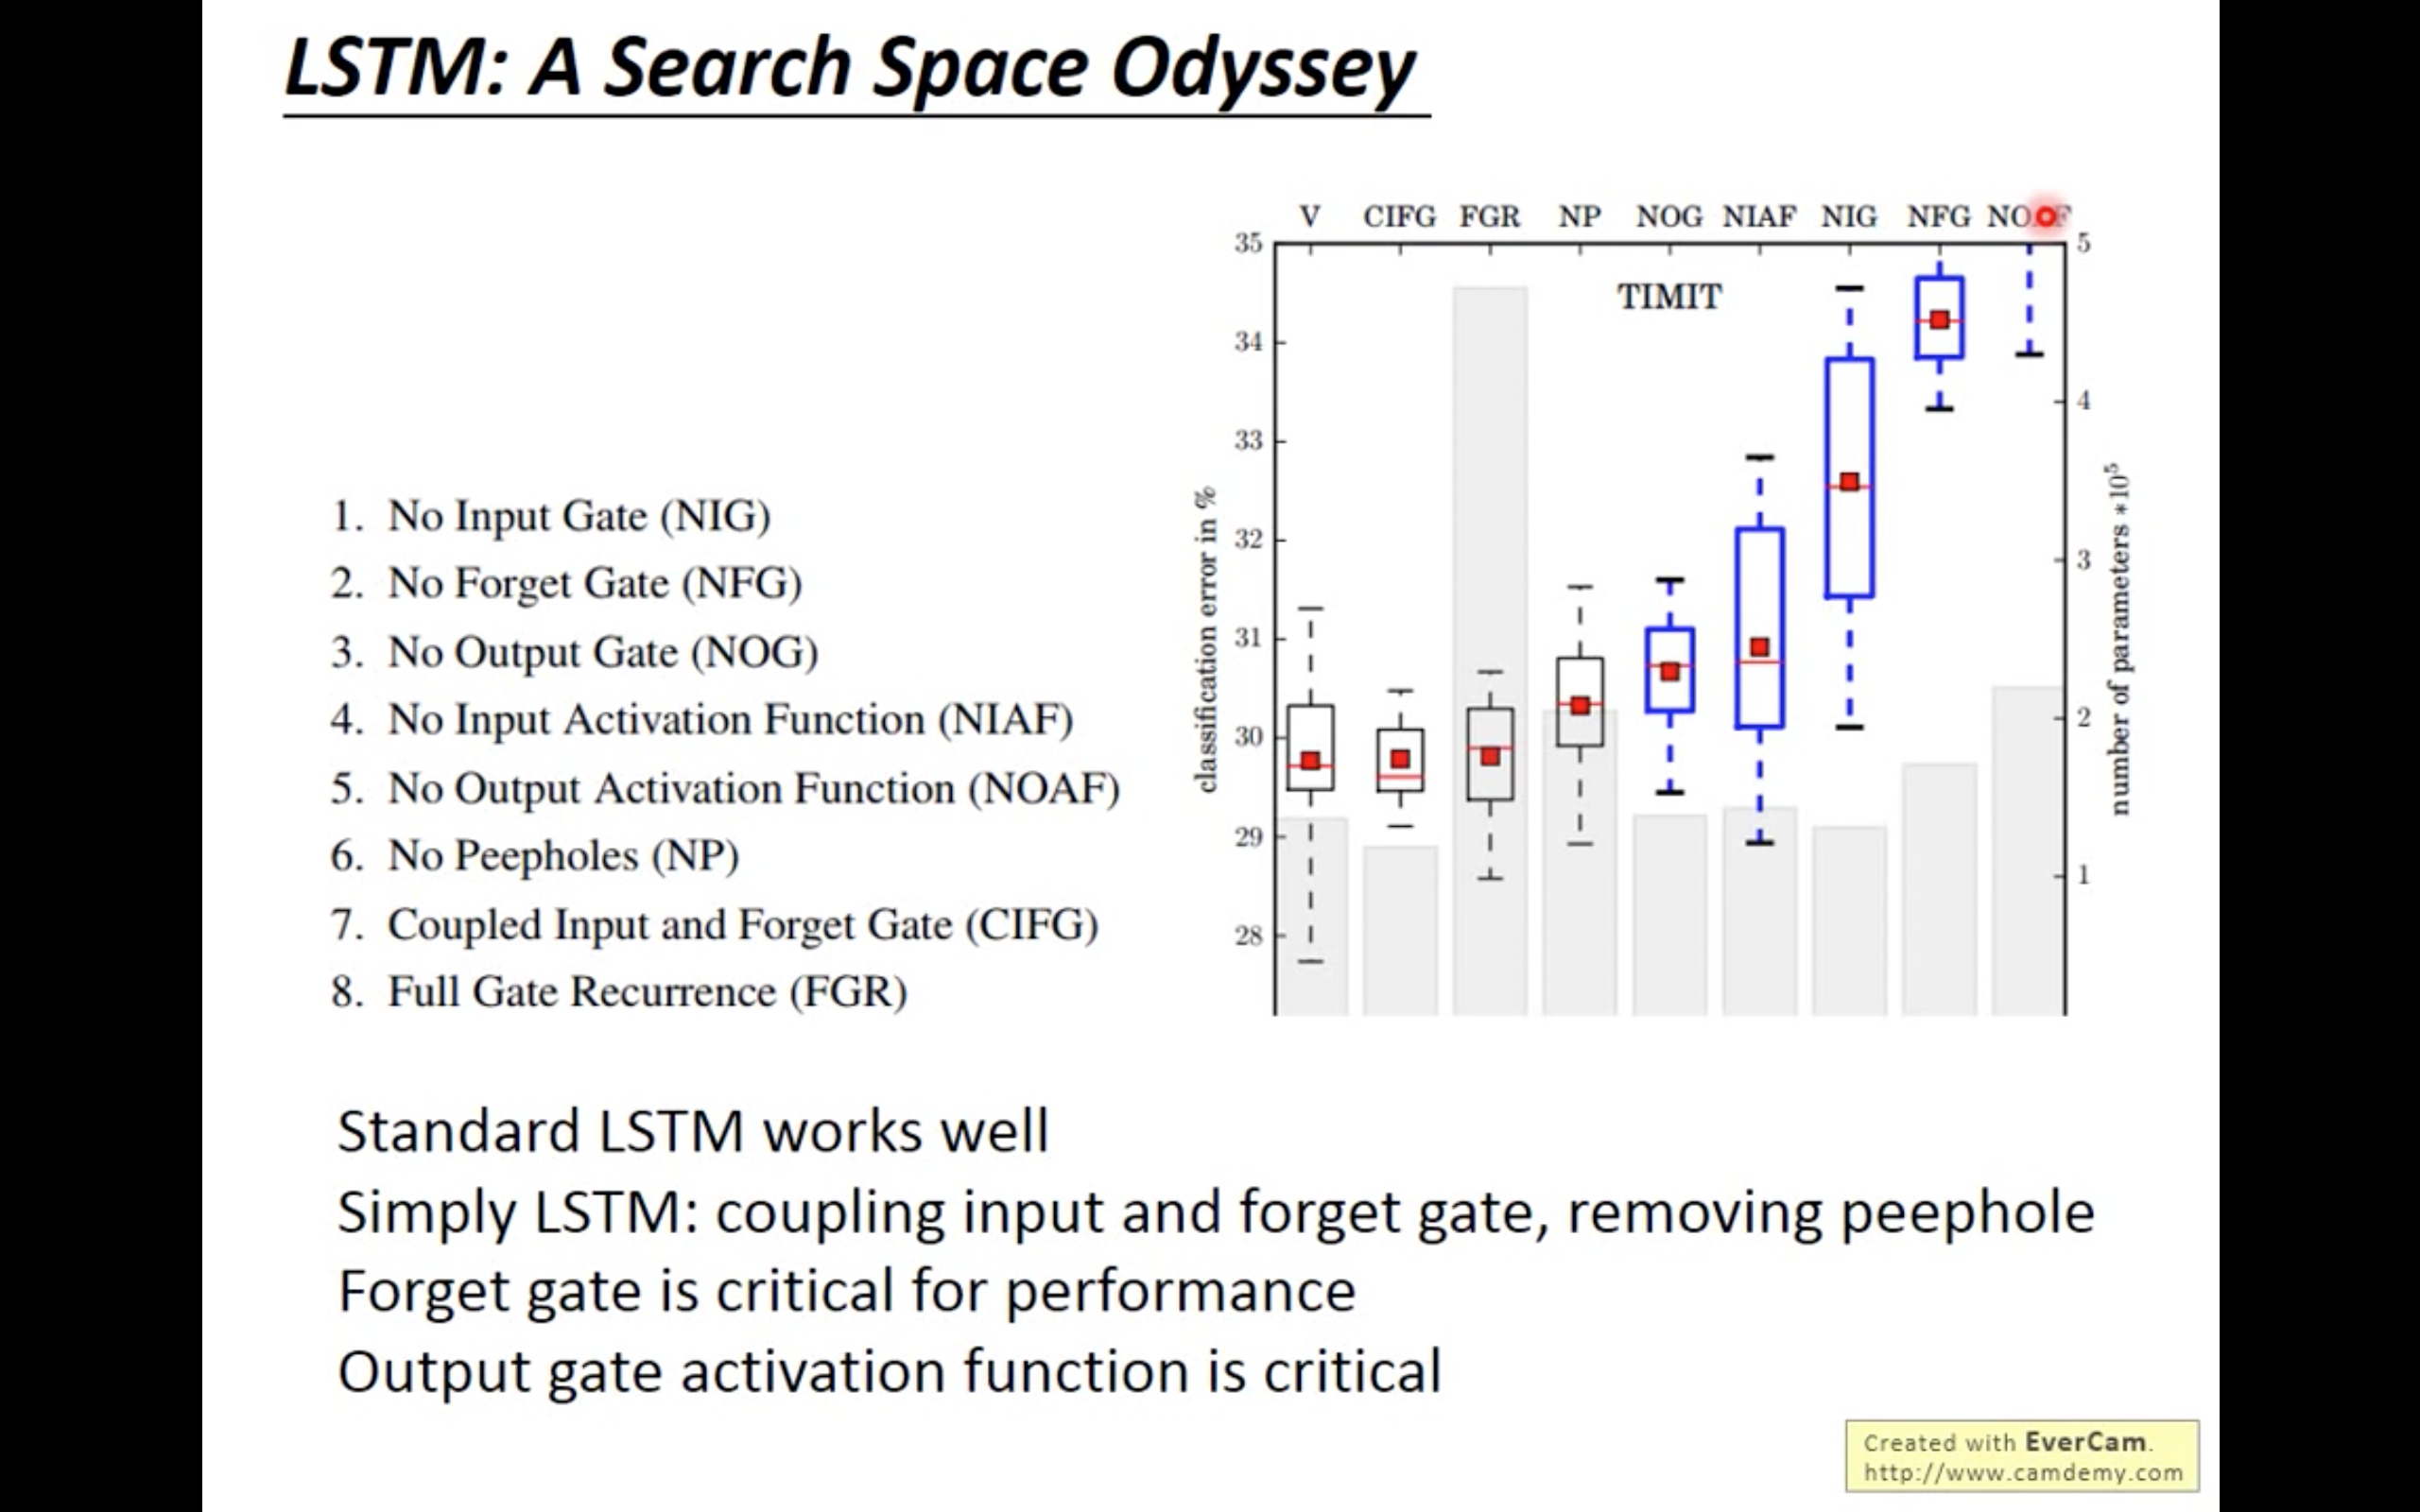 LSTM: A Search Space Odyssey
V CIFG FGR NP NOG NIAF NIG NFG
35 5
TIMIT
34
4
33
classification error in %
number of parameters *10^5
32
3
31
30
2
29
1
28
1. No Input Gate (NIG)
2. No Forget Gate (NFG)
3. No Output Gate (NOG)
4. No Input Activation Function (NIAF)
5. No Output Activation Function (NOAF)
6. No Peepholes (NP)
7. Coupled Input and Forget Gate (CIFG)
8. Full Gate Recurrence (FGR)
Standard LSTM works well
Simply LSTM: coupling input and forget gate, removing peephole
Forget gate is critical for performance
Output gate activation function is critical
Created with EverCam.
http://www.camdemy.com